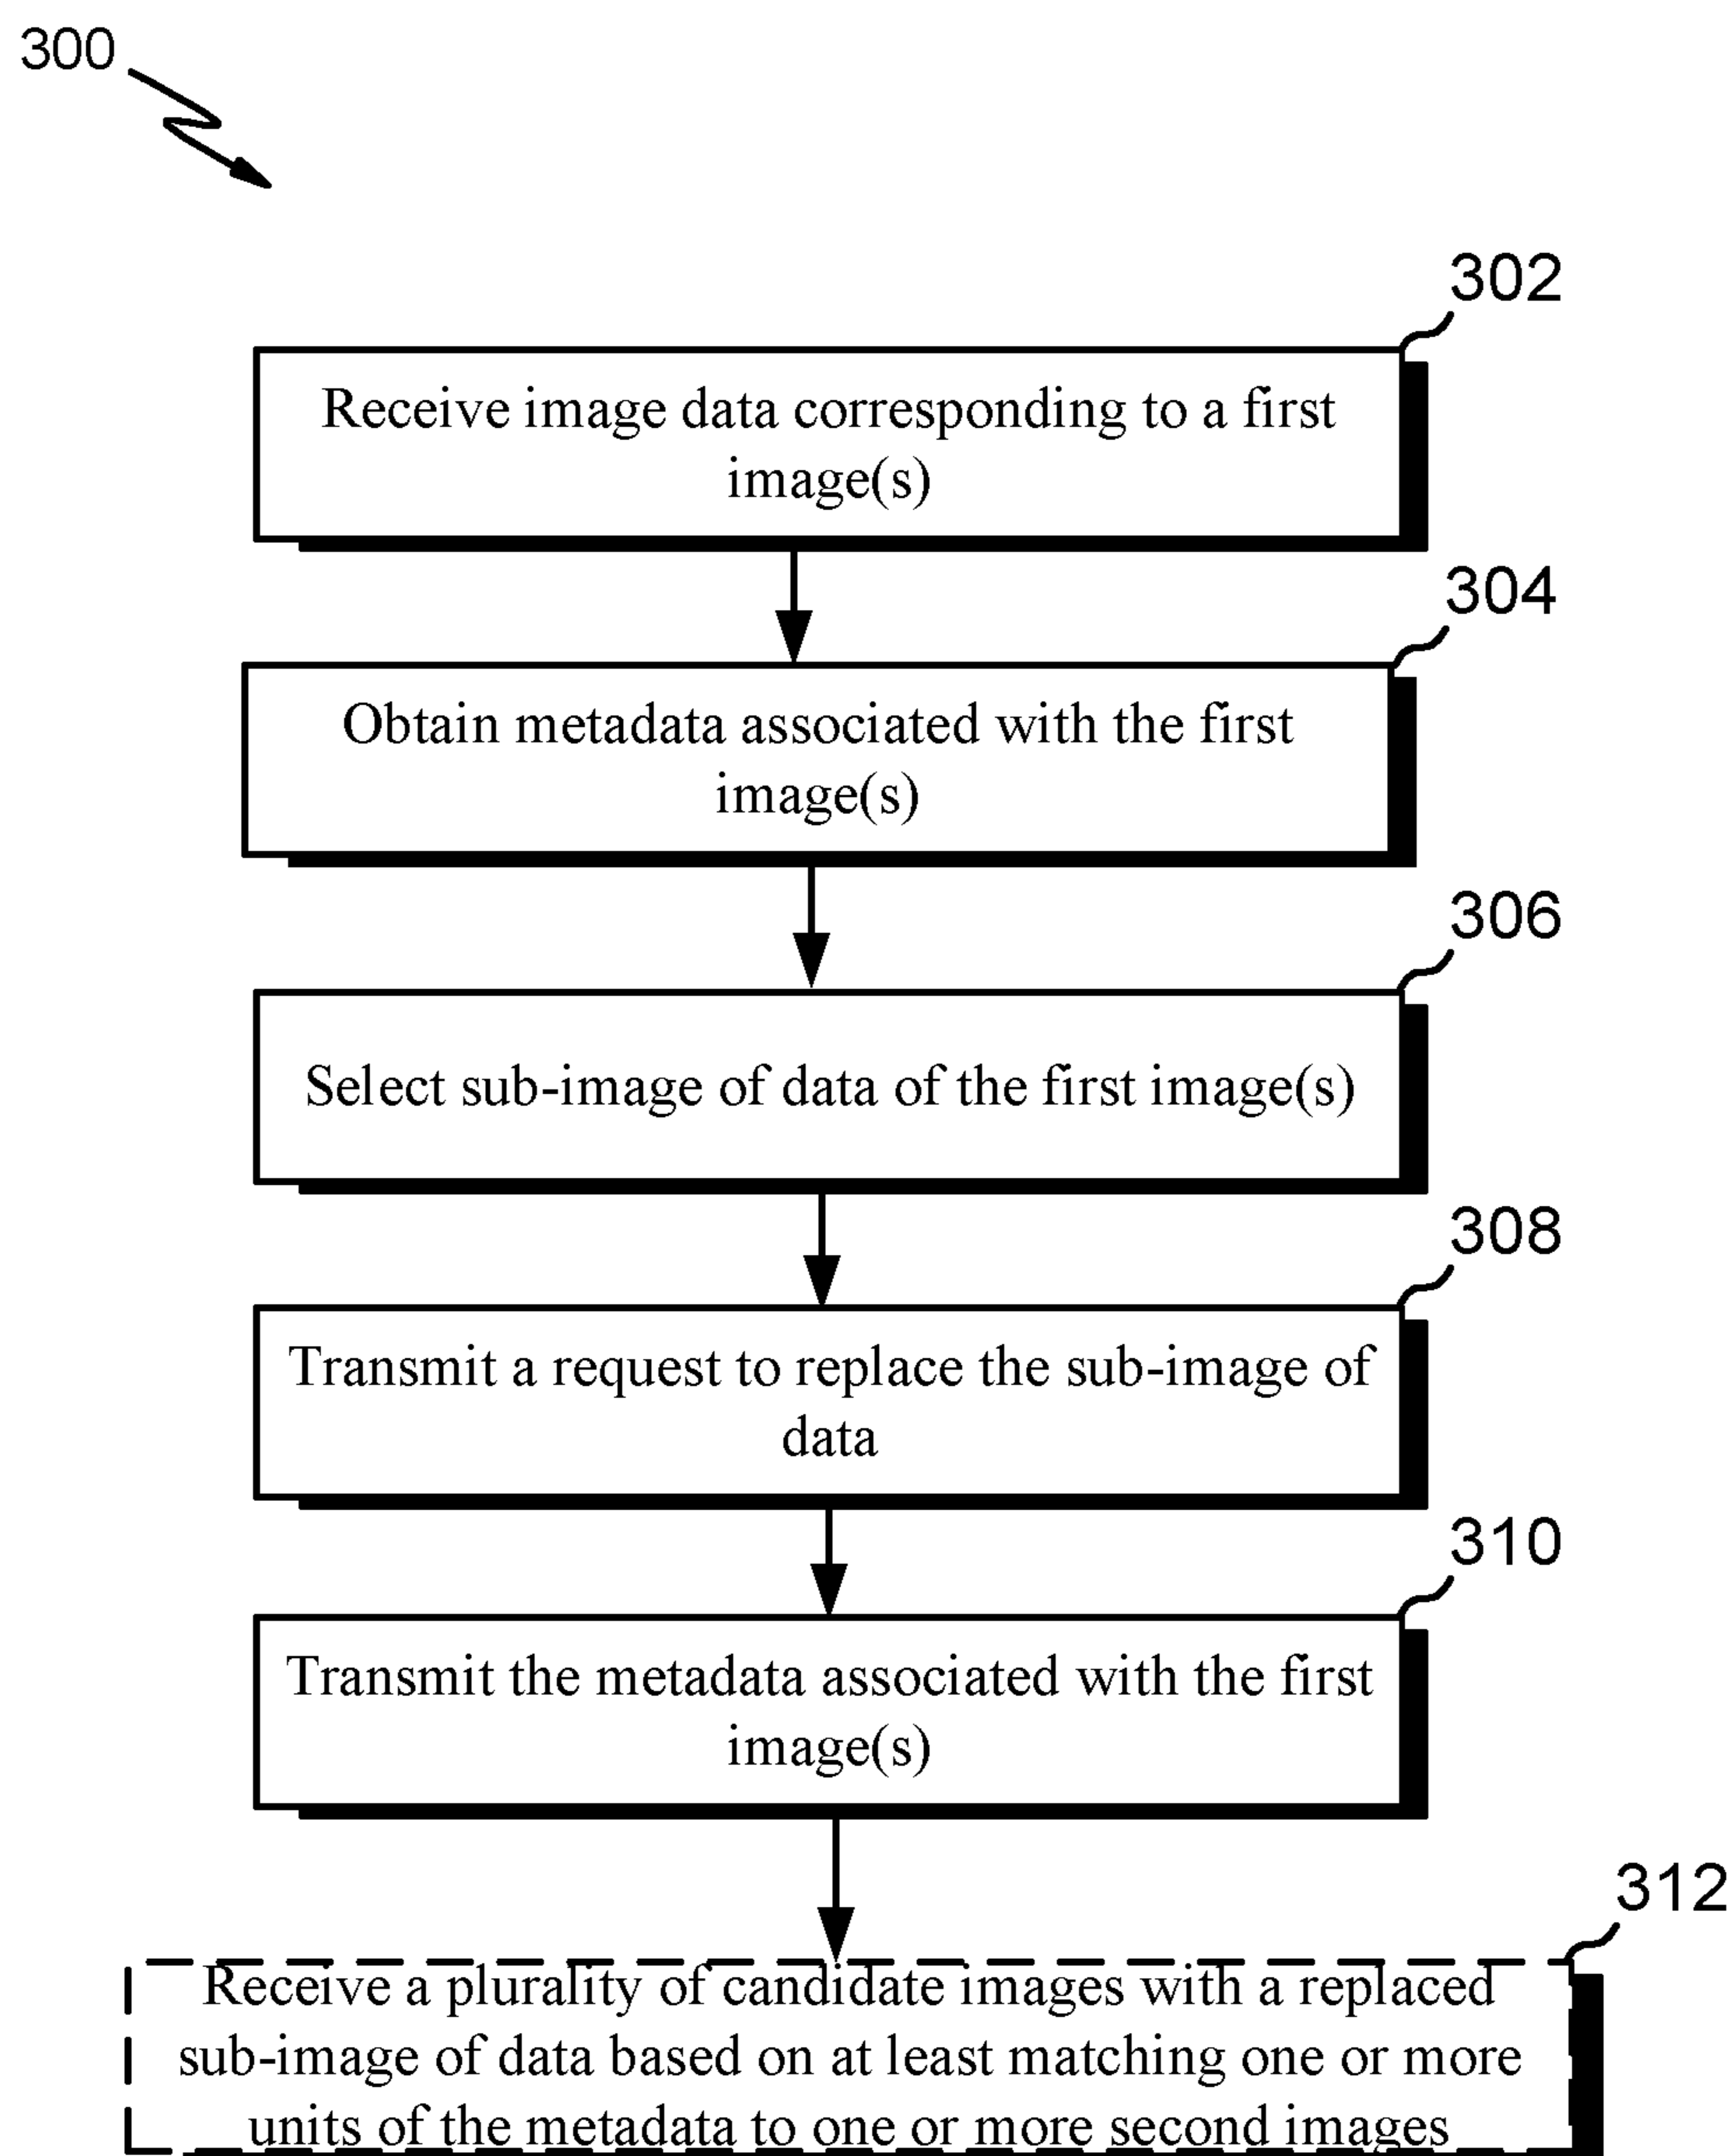 300
302
Receive image data corresponding to a first
image(s)
304
Obtain metadata associated with the first
image(s)
306
Select sub-image of data of the first image(s)
308
Transmit a request to replace the sub-image of
data
310
Transmit the metadata associated with the first
image(s)
312
Receive a plurality of candidate images with a replaced
sub-image of data based on at least matching one or more
units of the metadata to one or more second images